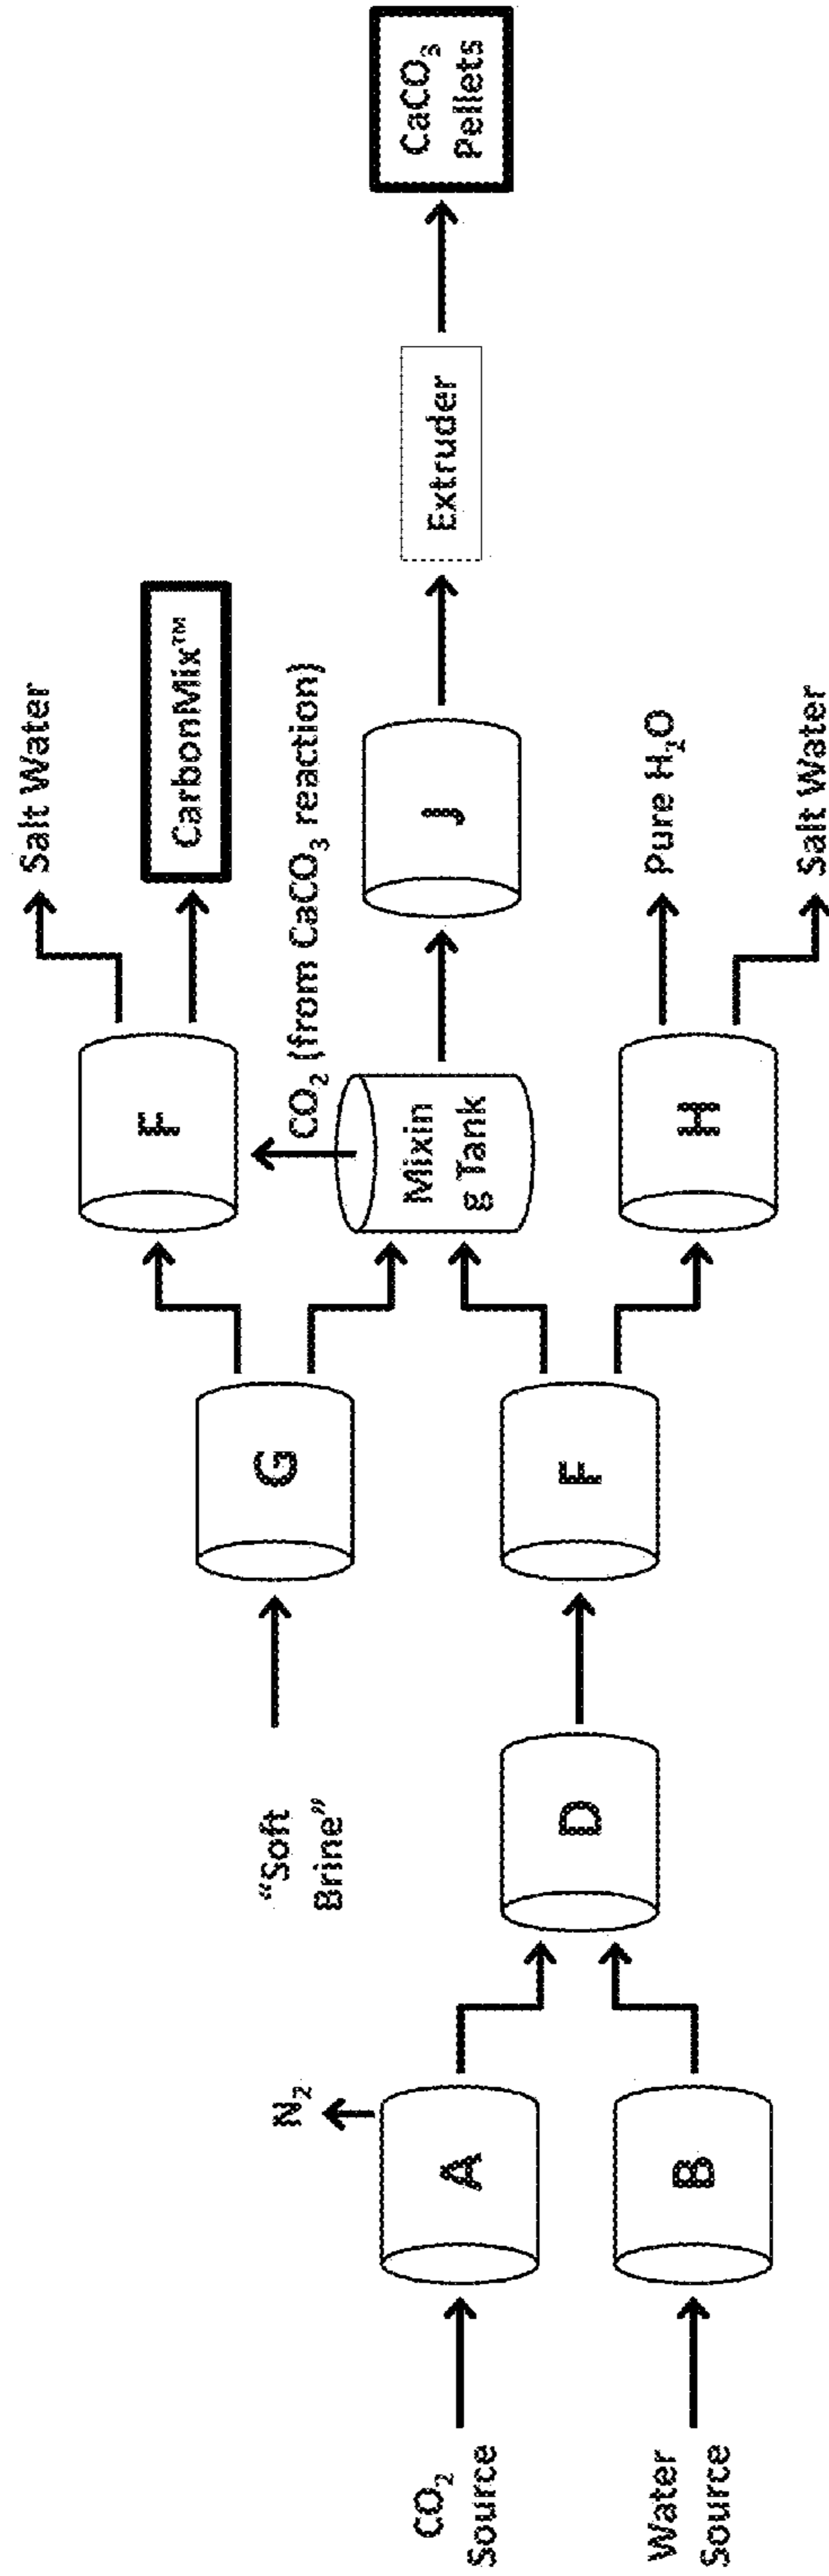 CO₂
Source
Water
Source
N₂
A
B
D
"Soft
Brine"
G
F
F
Mixin
g Tank
H
CO₂ (from CaCO₃ reaction)
Salt Water
CarbonMix™
J
Pure H₂O
Salt Water
Extruder
CaCO₃
Pellets